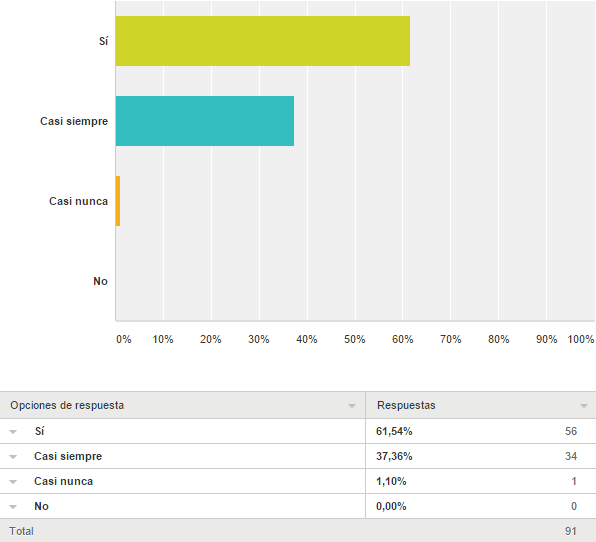 Sí
Casi siempre
Casi nunca
No
0% 10% 20% 30% 40% 50% 60% 70% 80% 90% 100%
Opciones de respuesta Respuestas
Sí 61,54% 56
Casi siempre 37,36% 34
Casi nunca 1,10% 1
No 0,00% 0
Total 91